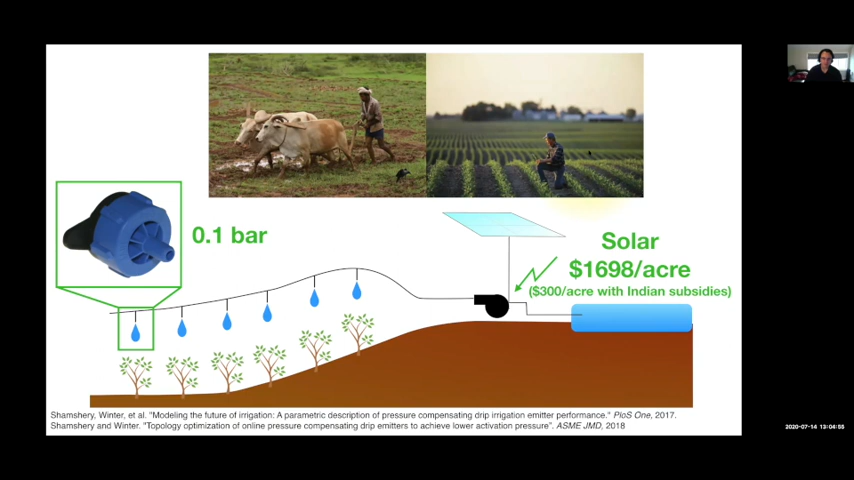 0.1 bar
Solar
$1698/acre
($300/acre with Indian subsidies)
Shamshery, Winter, et al. "Modeling the future of irrigation: A parametric description of pressure compensating drip irrigation emitter performance." PloS One, 2017.
Shamshery and Winter. "Topology optimization of online pressure compensating drip emitters to achieve lower activation pressure". ASME JMD, 2018
2020-07-14 13:04:55